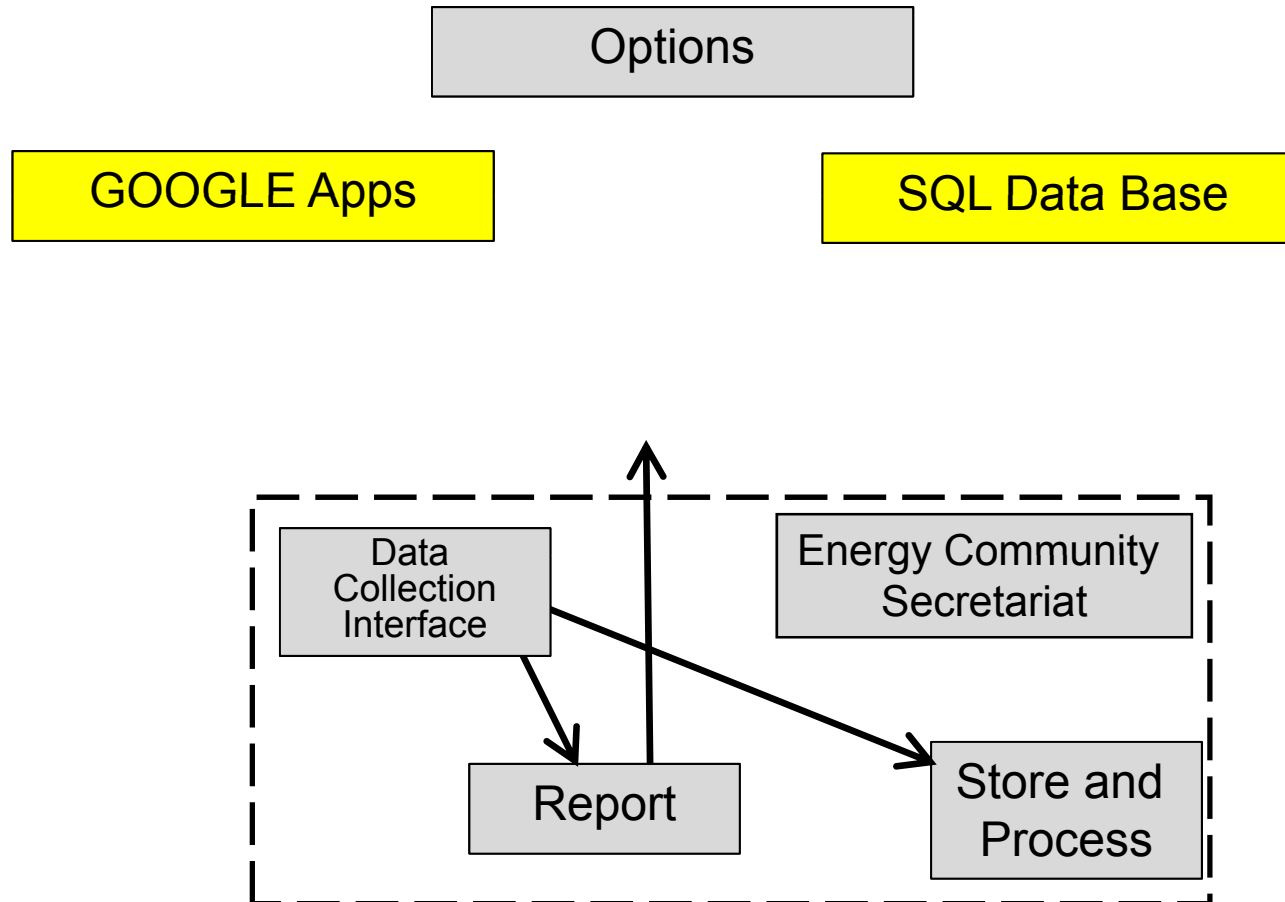 Options
GOOGLE Apps
SQL Data Base
Data
Collection
Interface
Energy Community
Secretariat
Report
Store and
Process